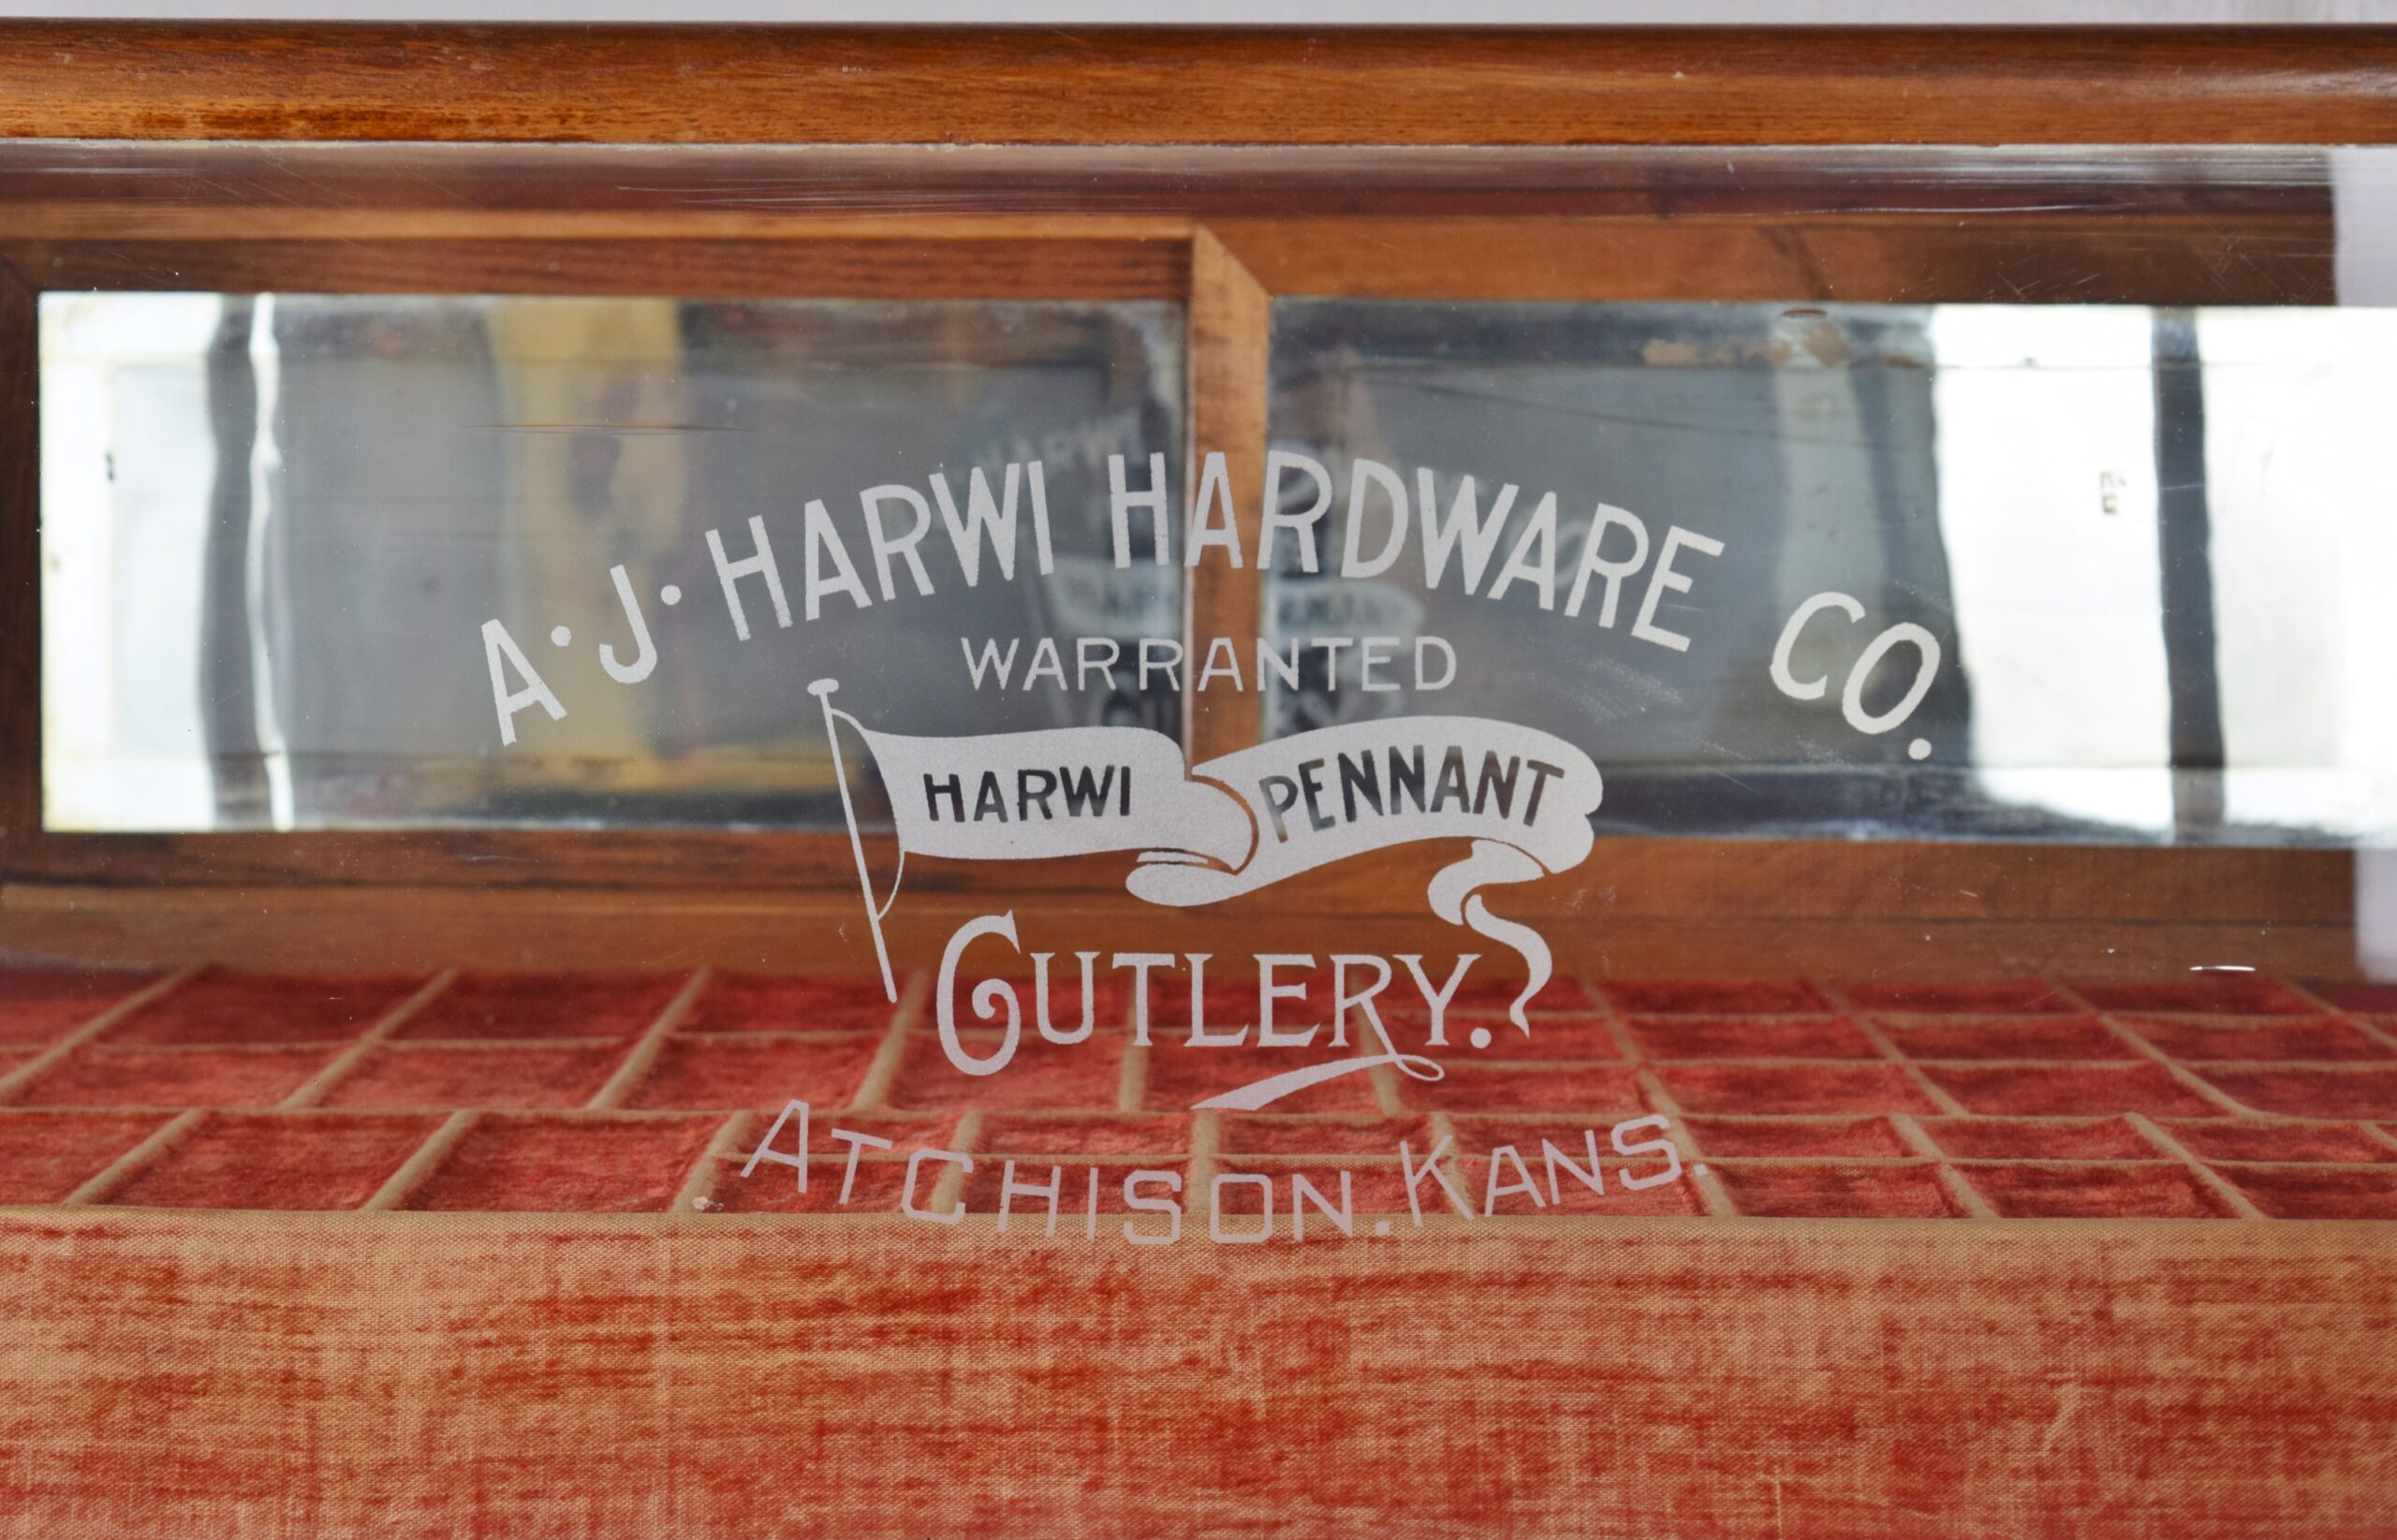 A·J·HARWI HARDWARE CO.
WARRANTED
HARWI PENNANT
CUTLERY.
ATCHISON.KANS.